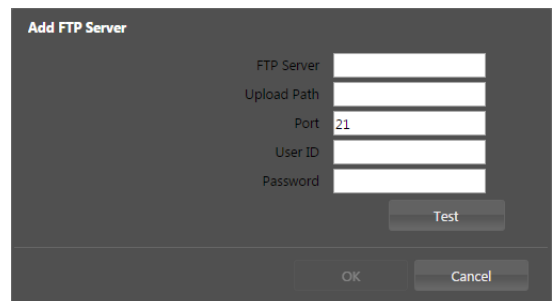 Add FTP Server
FTP Server
Upload Path
Port 21
User ID
Password
Test
OK Cancel